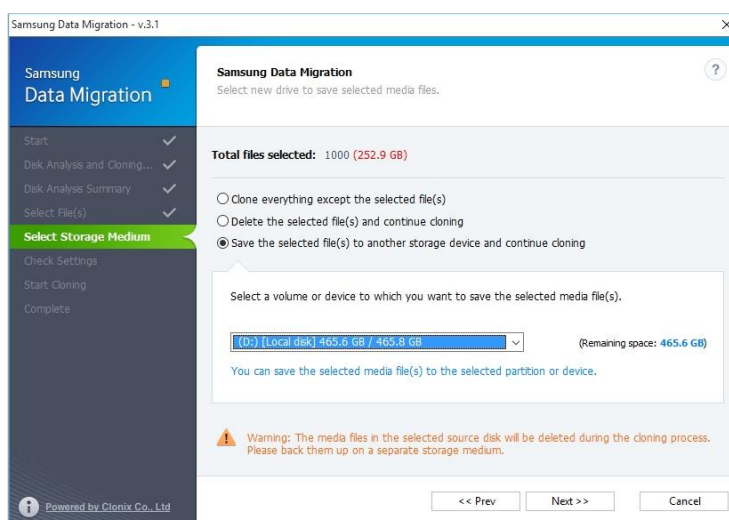 Samsung Data Migration - v.3.1
Samsung
Data Migration
Samsung Data Migration
Select new drive to save selected media files.
?
Start
Disk Analysis and Cloning...
Disk Analysis Summary
Select File(s)
Select Storage Medium
Check Settings
Start Cloning
Complete
Total files selected: 1000 (252.9 GB)
Clone everything except the selected file(s)
Delete the selected file(s) and continue cloning
Save the selected file(s) to another storage device and continue cloning
Select a volume or device to which you want to save the selected media file(s).
(D:) [Local disk] 465.6 GB / 465.8 GB
(Remaining space: 465.6 GB)
You can save the selected media file(s) to the selected partition or device.
Warning: The media files in the selected source disk will be deleted during the cloning process.
Please back them up on a separate storage medium.
Powered by Clonix Co., Ltd
<< Prev
Next >>
Cancel